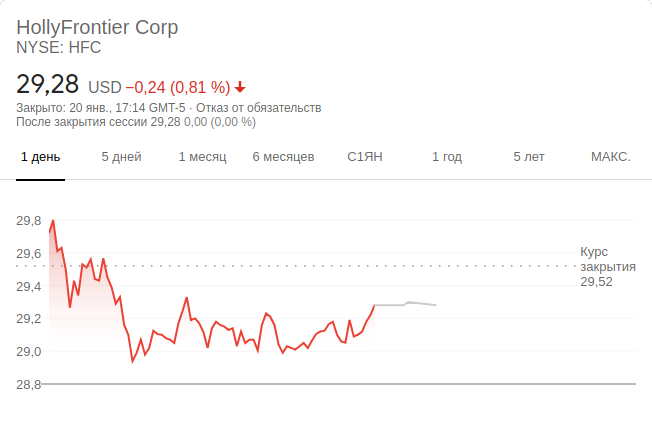 HollyFrontier Corp
NYSE: HFC
29,28 USD −0,24 (0,81 %)
Закрыто: 20 янв., 17:14 GMT-5 · Отказ от обязательств
После закрытия сессии 29,28 0,00 (0,00 %)
1 день 5 дней 1 месяц 6 месяцев С1ЯН 1 год 5 лет МАКС.
29,8
29,6
29,4
29,2
29,0
28,8
Курс
закрытия
29,52